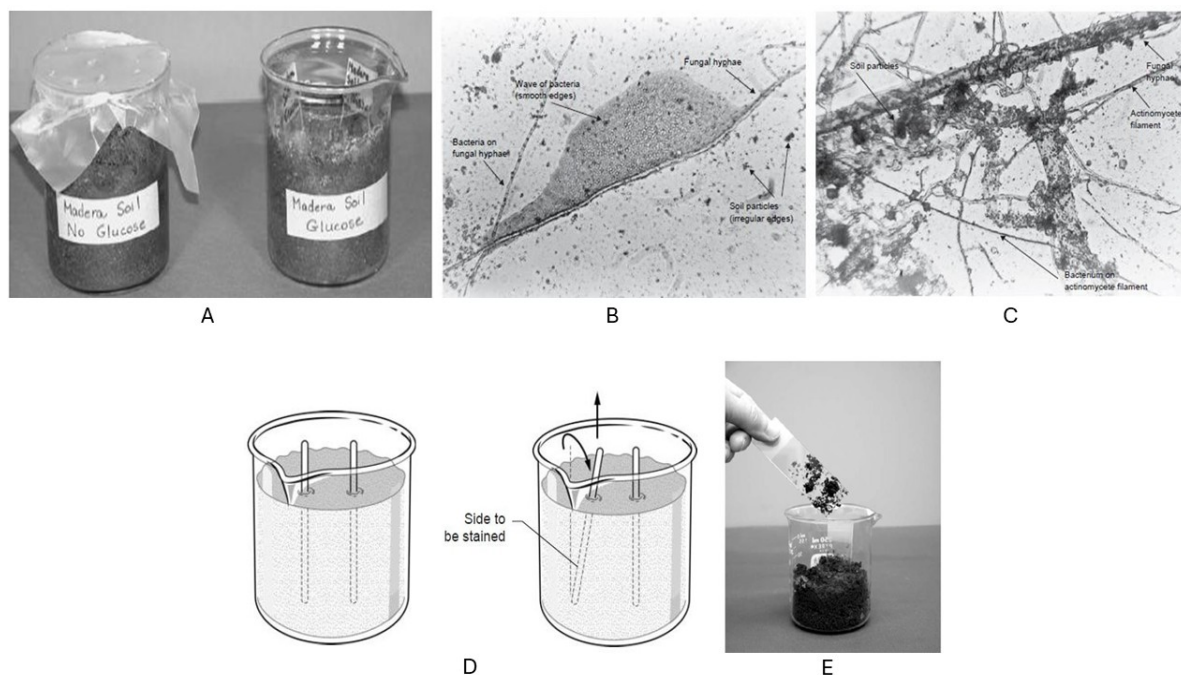 Madera Soil
No Glucose
Madera Soil
Glucose
A
Wave of bacteria
(smooth edges)
Fungal hyphae
Bacteria on
fungal hyphae
Soil particles
(irregular edges)
B
Soil particles
Fungal
hyphae
Actinomycete
filament
Bacterium on
actinomycete filament
C
Side to
be stained
D
E